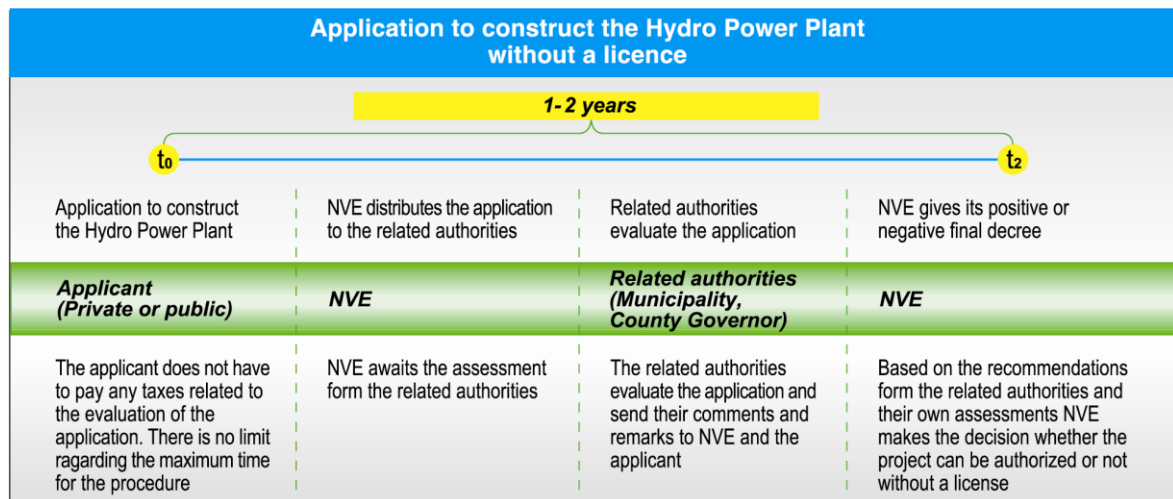 Application to construct the Hydro Power Plant
without a licence
1- 2 years
t0
t2
Application to construct
the Hydro Power Plant
NVE distributes the application
to the related authorities
Related authorities
evaluate the application
NVE gives its positive or
negative final decree
Applicant
(Private or public)
NVE
Related authorities
(Municipality,
County Governor)
NVE
The applicant does not have
to pay any taxes related to
the evaluation of the
application. There is no limit
ragarding the maximum time
for the procedure
NVE awaits the assessment
form the related authorities
The related authorities
evaluate the application and
send their comments and
remarks to NVE and the
applicant
Based on the recommendations
form the related authorities and
their own assessments NVE
makes the decision whether the
project can be authorized or not
without a license